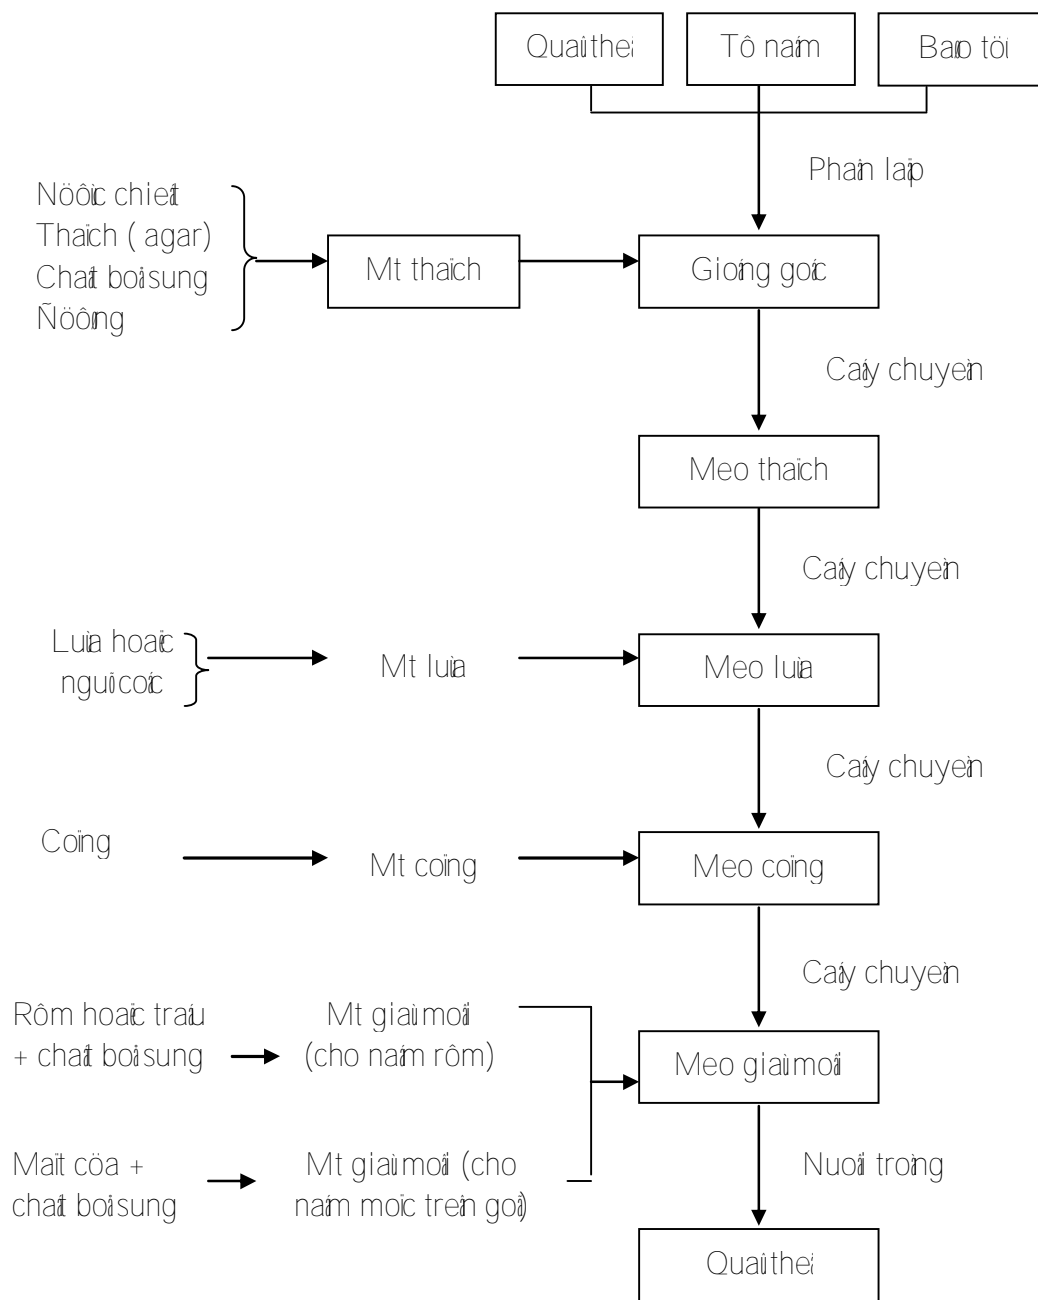 Quaû theå
Tô naám
Baøo töû
Phaân laäp
Nöôùc chieát
Thaïch ( agar)
Chaát boå sung
Ñöôøng
Mt thaïch
Gioáng goác
Caáy chuyeàn
Meo thaïch
Caáy chuyeàn
Luùa hoaëc
nguõ coác
Mt luùa
Meo luùa
Caáy chuyeàn
Coïng
Mt coïng
Meo coïng
Caáy chuyeàn
Rôm hoaëc traáu
+ chaát boå sung
Mt giaù moâi
(cho naám rôm)
Meo giaù moâi
Maït cöa +
chaát boå sung
Mt giaù moâi (cho
naám moïc treân goã)
Nuoâi troàng
Quaû theå